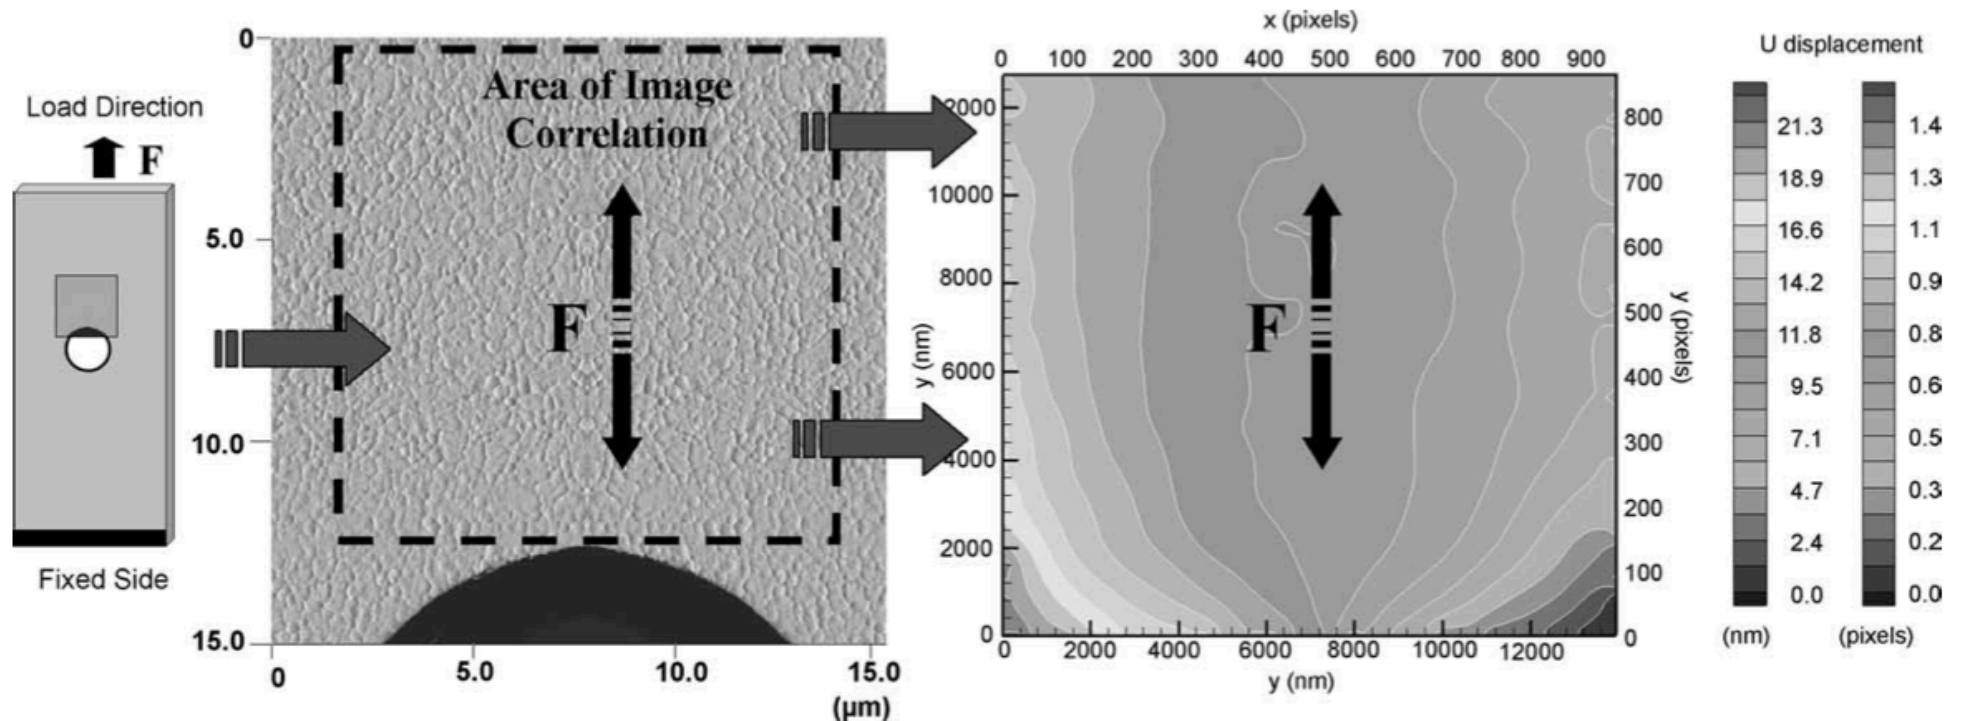 Load Direction
F
Fixed Side
0
5.0
10.0
15.0
Area of Image
Correlation
F
0
5.0
10.0
15.0
(µm)
x (pixels)
0 100 200 300 400 500 600 700 800 900
2000
10000
8000
6000
4000
2000
0
y (nm)
F
800
700
600
500
400
300
200
100
0
y (pixels)
0 2000 4000 6000 8000 10000 12000
y (nm)
U displacement
21.3 1.4
18.9 1.3
16.6 1.1
14.2 0.9
11.8 0.8
9.5 0.6
7.1 0.5
4.7 0.3
2.4 0.2
0.0 0.0
(nm) (pixels)